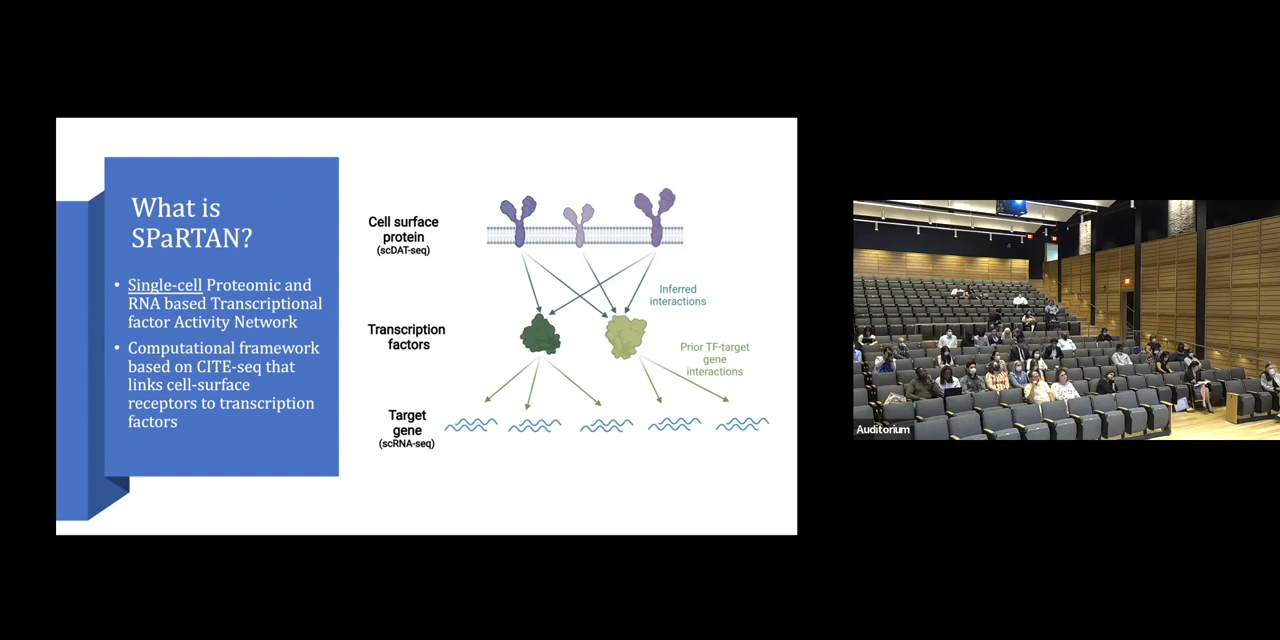 What is
SPaRTAN?
• Single-cell Proteomic and
RNA based Transcriptional
factor Activity Network
• Computational framework
based on CITE-seq that
links cell-surface
receptors to transcription
factors
Cell surface
protein
(scDAT-seq)
Inferred
interactions
Transcription
factors
Prior TF-target
gene
interactions
Target
gene
(scRNA-seq)
Auditorium